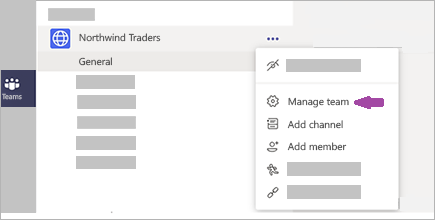 Northwind Traders
General
Teams
Manage team
Add channel
Add member